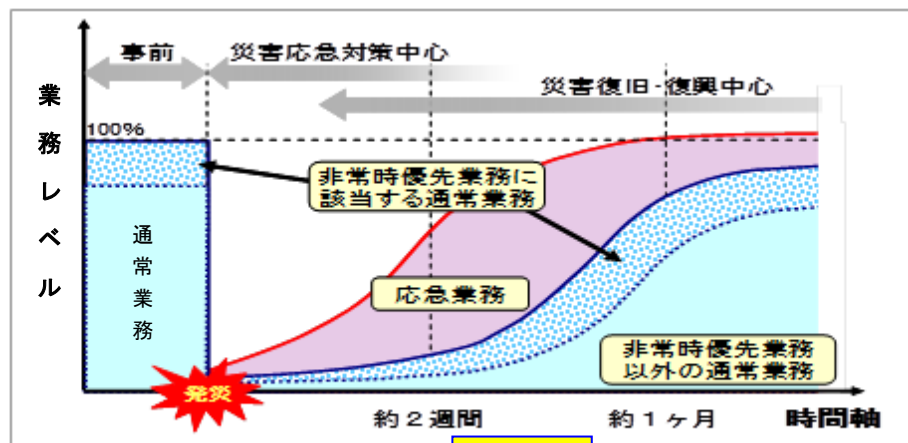 事前
災害応急対策中心
災害復旧・復興中心
業務レベル
100%
非常時優先業務に
該当する通常業務
通常業務
応急業務
非常時優先業務
以外の通常業務
発災
約２週間
約１ヶ月
時間軸